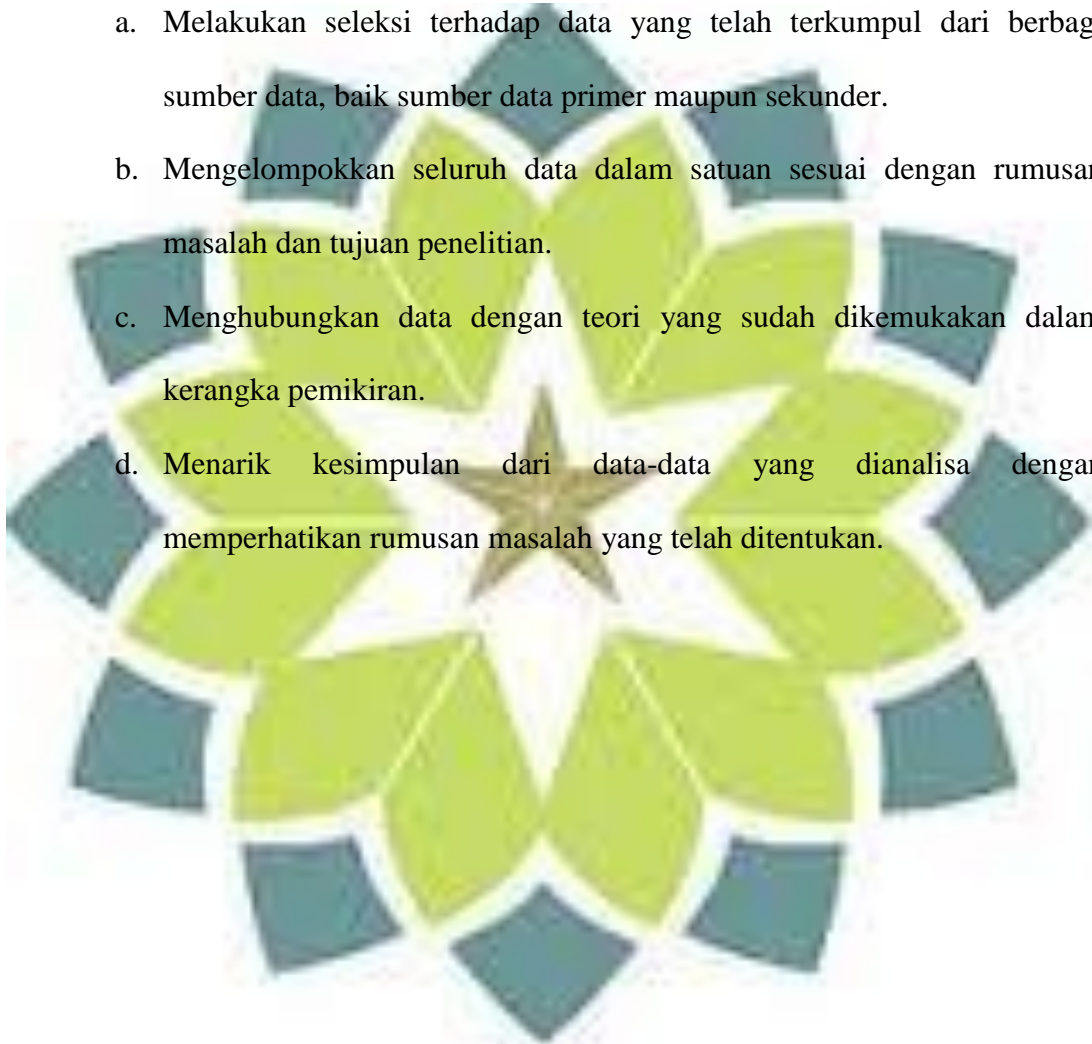 a. Melakukan seleksi terhadap data yang telah terkumpul dari berbag
sumber data, baik sumber data primer maupun sekunder.
b. Mengelompokkan seluruh data dalam satuan sesuai dengan rumusan
masalah dan tujuan penelitian.
c. Menghubungkan data dengan teori yang sudah dikemukakan dalam
kerangka pemikiran.
d. Menarik kesimpulan dari data-data yang dianalisa dengan
memperhatikan rumusan masalah yang telah ditentukan.